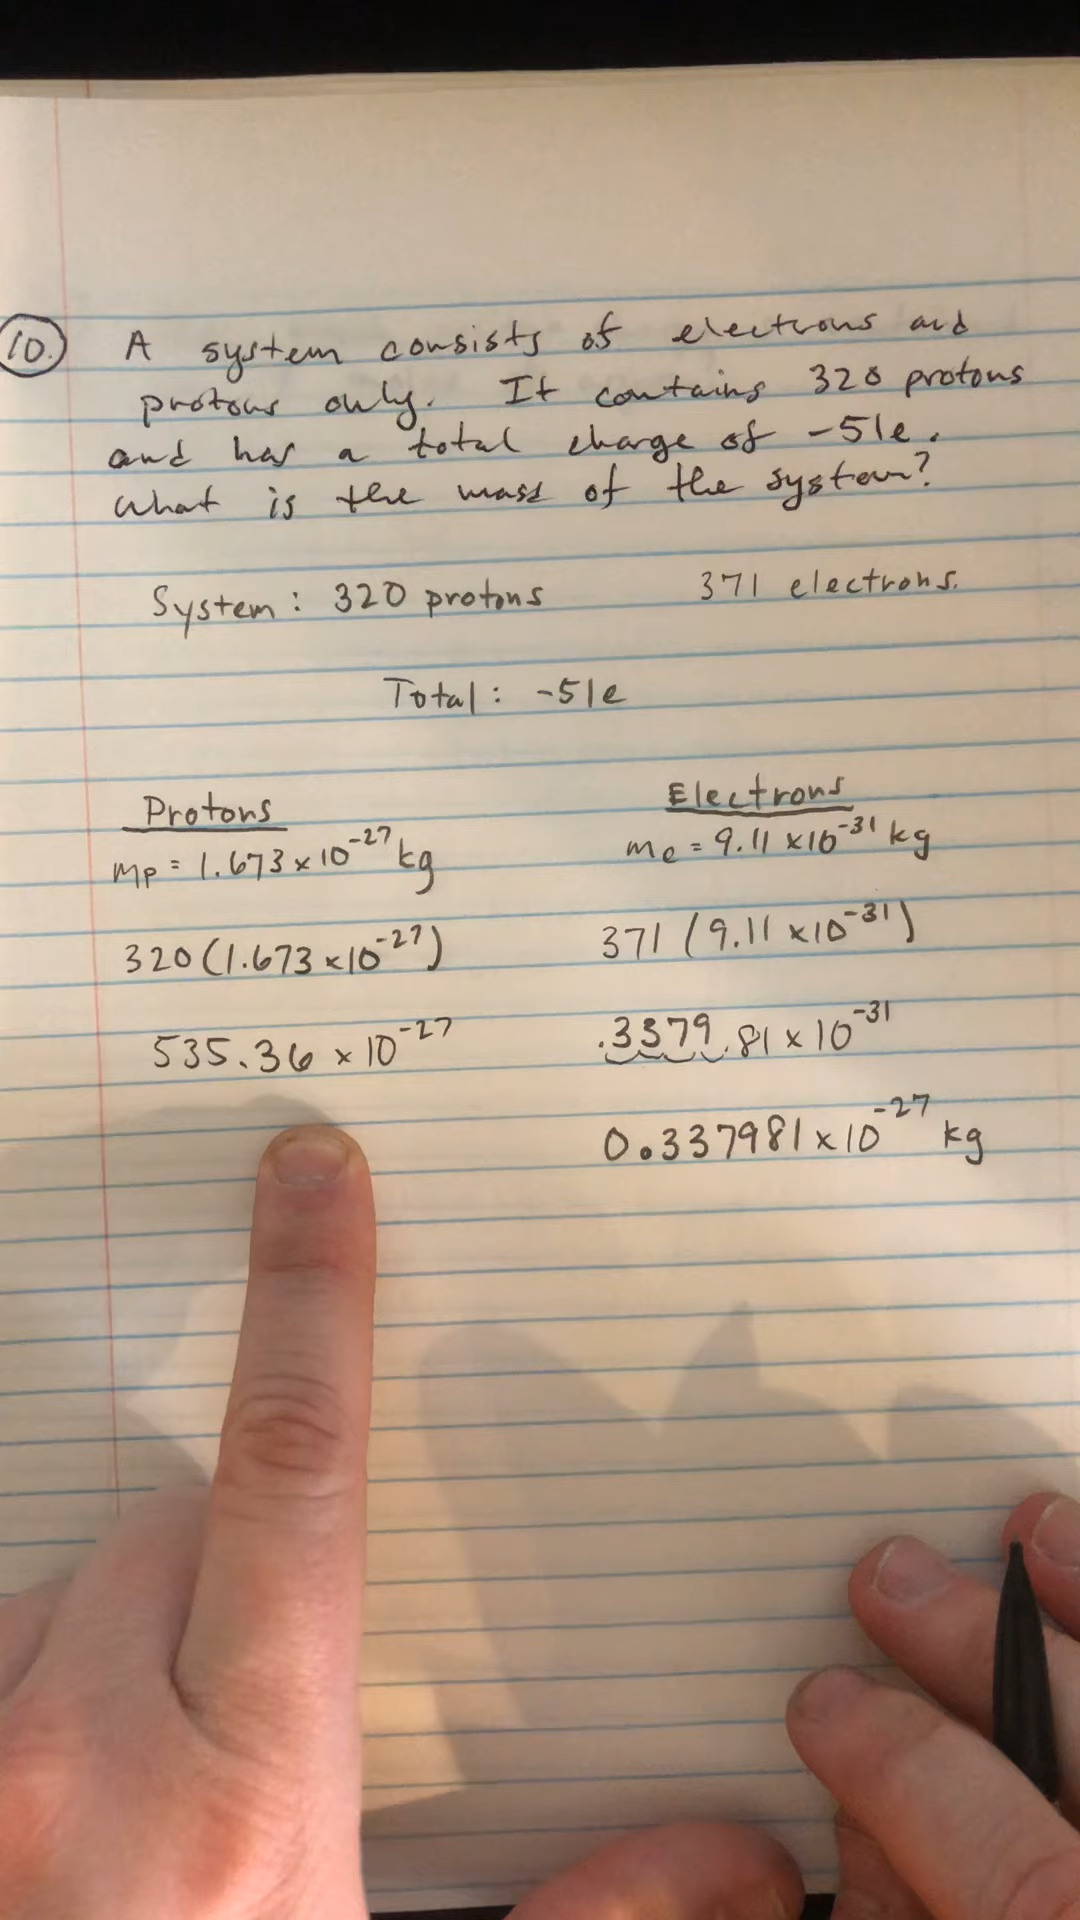 10. A system consists of electrons and
protons only. It contains 320 protons
and has a total charge of -51e.
What is the mass of the system?
System: 320 protons 371 electrons.
Total: -51e
Protons Electrons
mp = 1.673 x 10^-27 kg me = 9.11 x 10^-31 kg
320 (1.673 x 10^-27) 371 (9.11 x 10^-31)
535.36 x 10^-27 .3379.81 x 10^-31
0.337981 x 10^-27 kg